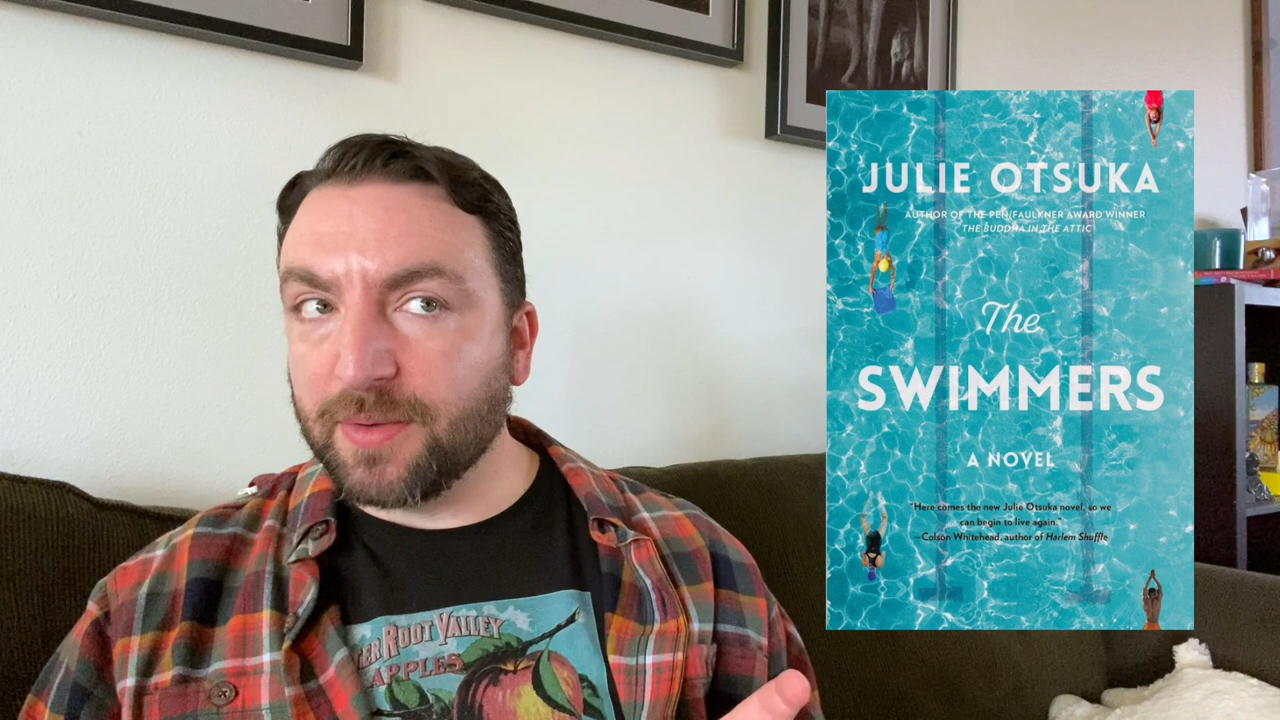 JULIE OTSUKA
AUTHOR OF THE PEN/FAULKNER AWARD WINNER
THE BUDDHA IN THE ATTIC
The
SWIMMERS
A NOVEL
"Here comes the new Julie Otsuka novel, so we
can begin to live again."
—Colson Whitehead, author of Harlem Shuffle
ROOT VALLEY
APPLES